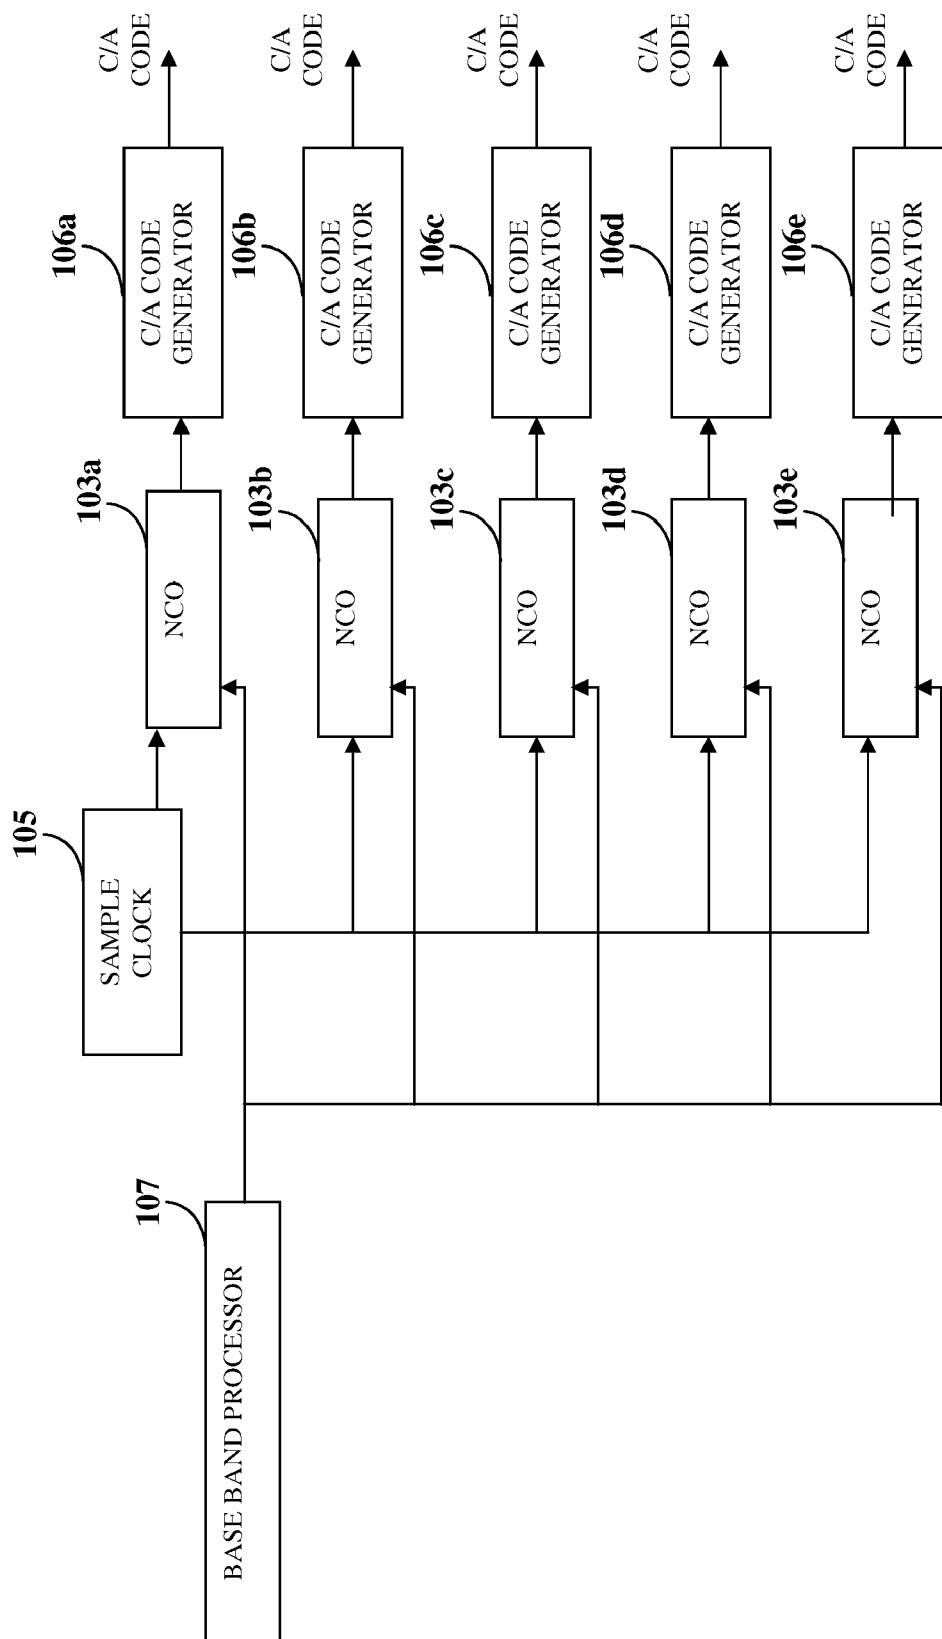 107
BASE BAND PROCESSOR
105
SAMPLE
CLOCK
103a
NCO
106a
C/A CODE
GENERATOR
C/A
CODE
103b
NCO
106b
C/A CODE
GENERATOR
C/A
CODE
103c
NCO
106c
C/A CODE
GENERATOR
C/A
CODE
103d
NCO
106d
C/A CODE
GENERATOR
C/A
CODE
103e
NCO
106e
C/A CODE
GENERATOR
C/A
CODE